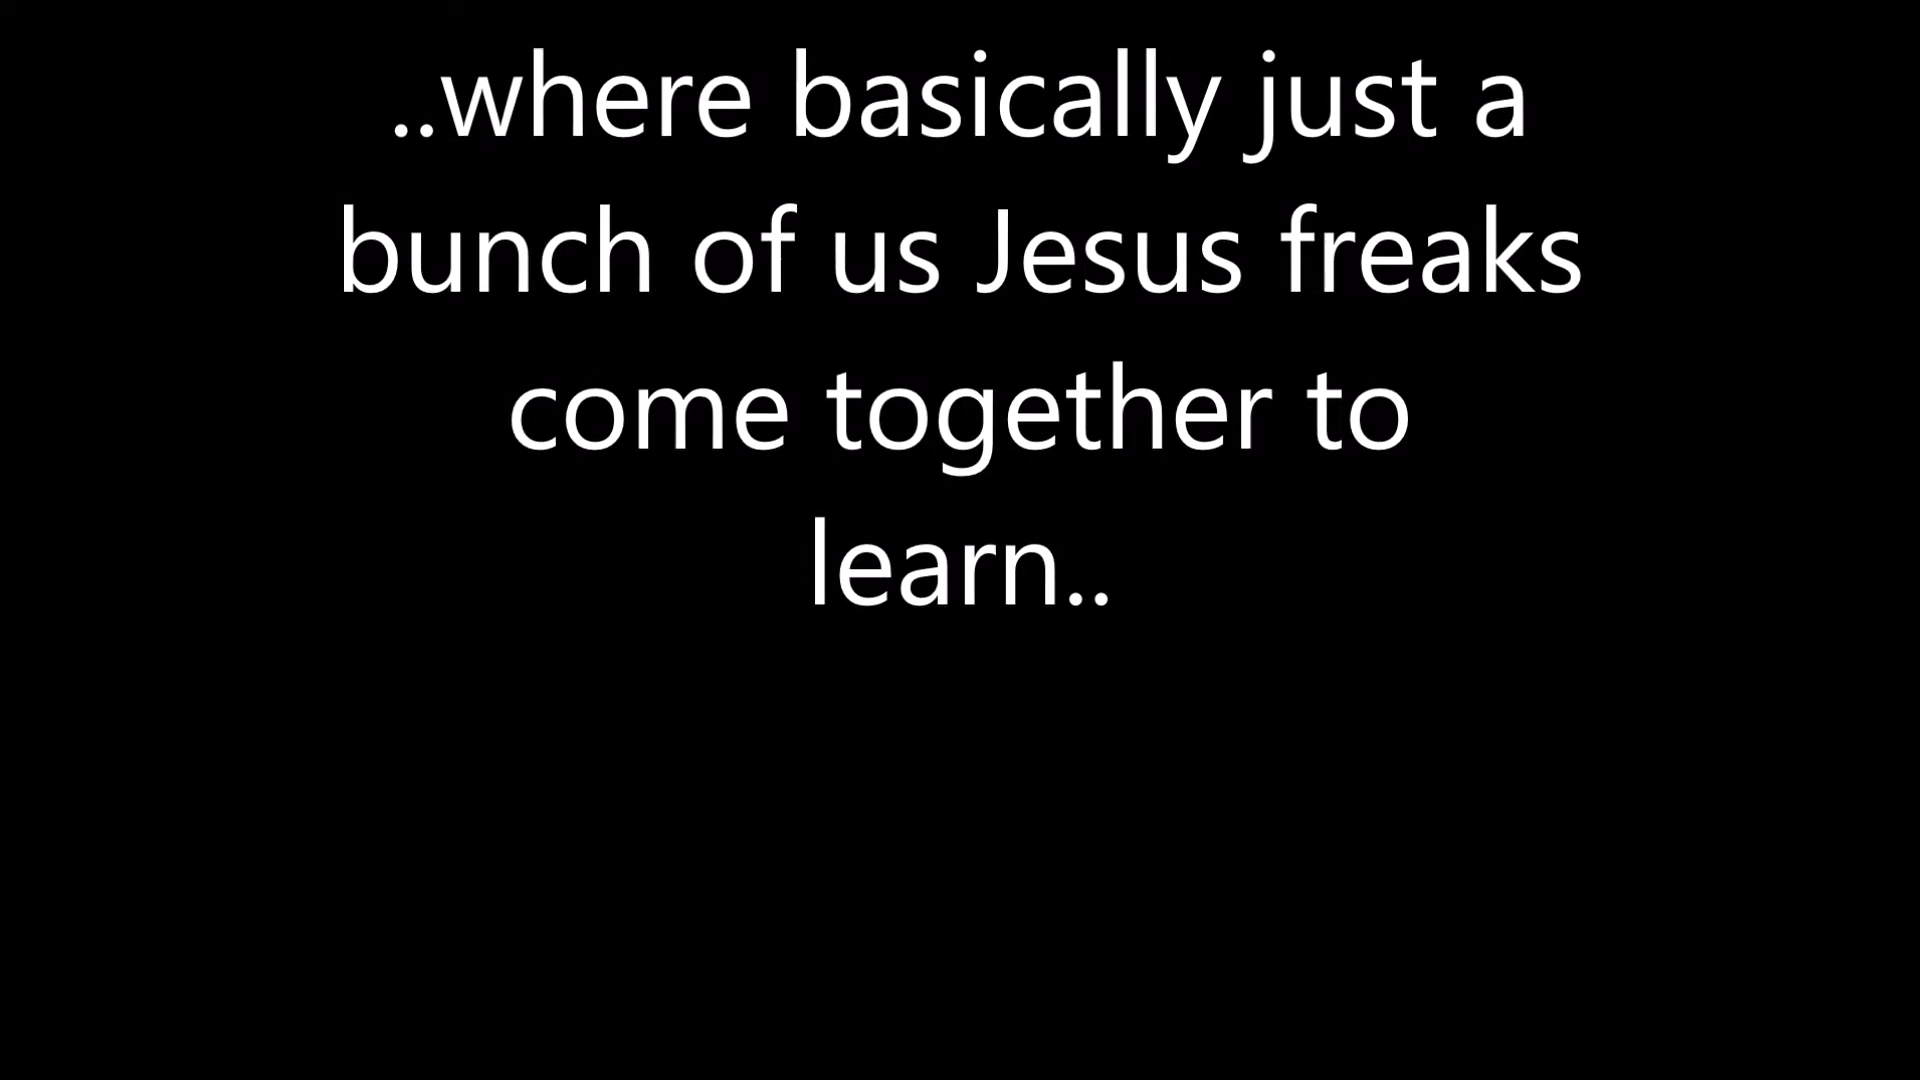 ..where basically just a
bunch of us Jesus freaks
come together to
learn..